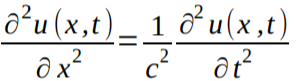 ∂²u(x,t)/∂x² = 1/c² ∂²u(x,t)/∂t²